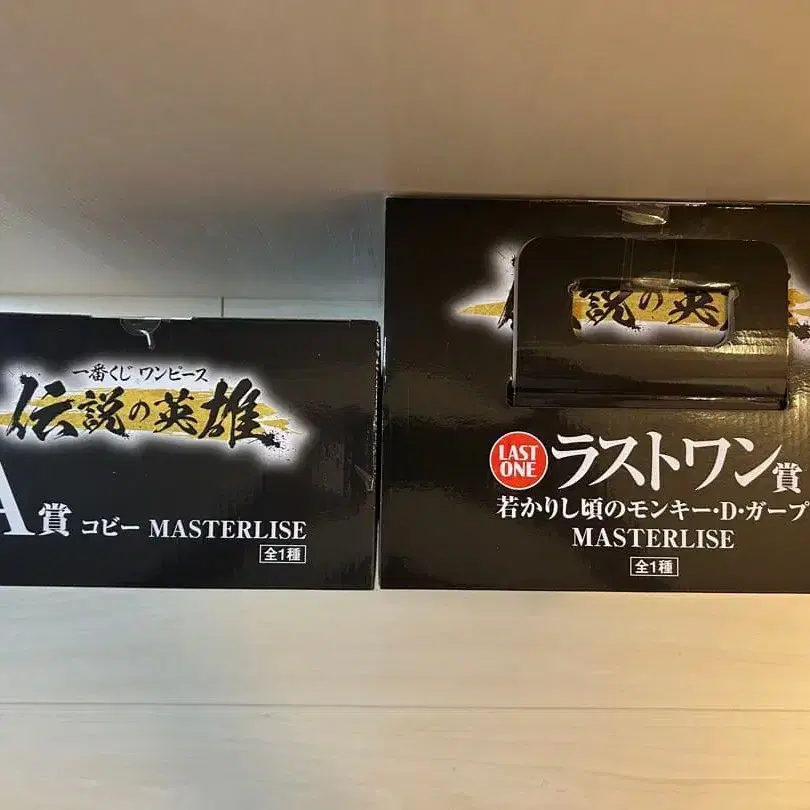 一番くじ ワンピース
伝説の英雄
A賞 コビー MASTERLISE
全1種
説の英
LAST ONE ラストワン賞
若かりし頃のモンキー・D・ガープ
MASTERLISE
全1種